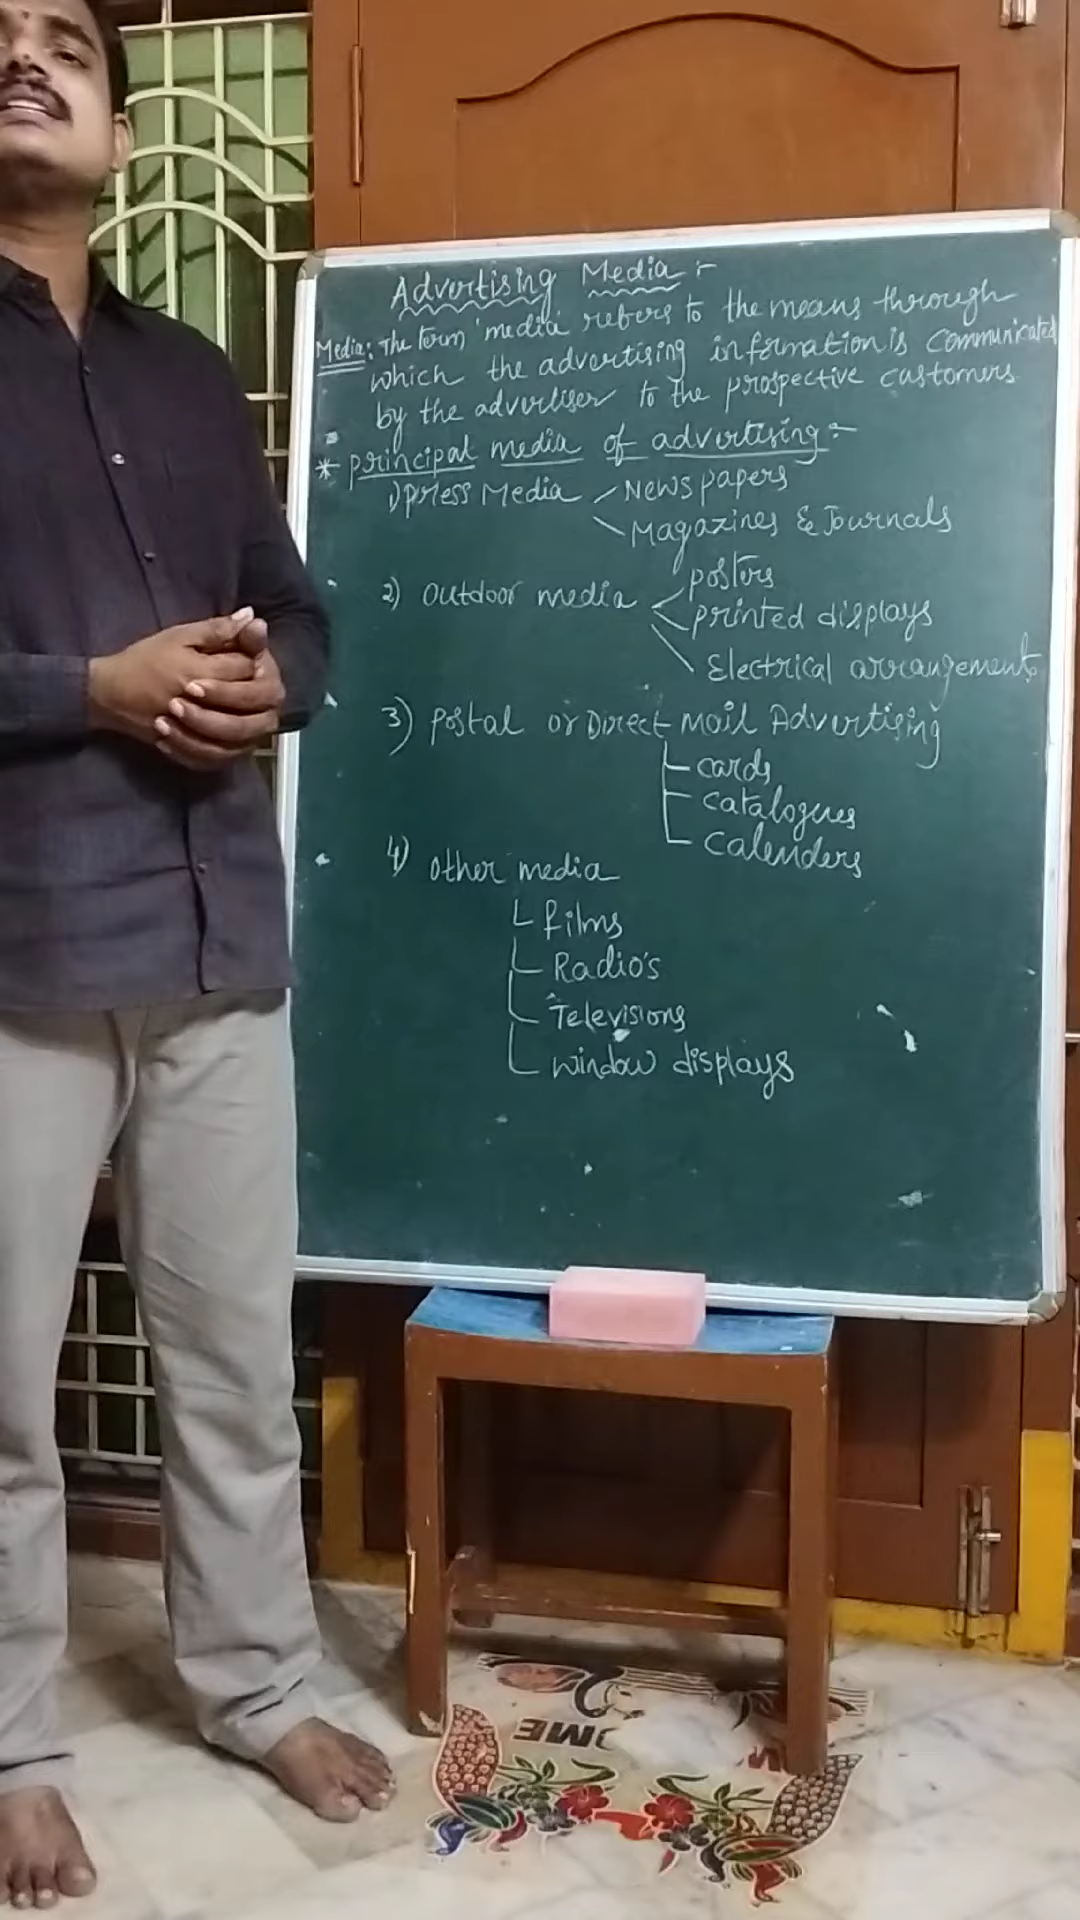 Advertising Media :-
Media: The term 'media' refers to the means through
which the advertising information is communicated
by the advertiser to the prospective customers.
* principal media of advertising :-
1) press Media
News papers
Magazines & Journals
2) outdoor media
posters
printed displays
Electrical arrangements
3) postal or Direct Mail Advertising
cards
catalogues
calenders
4) other media
films
Radio's
Televisions
window displays